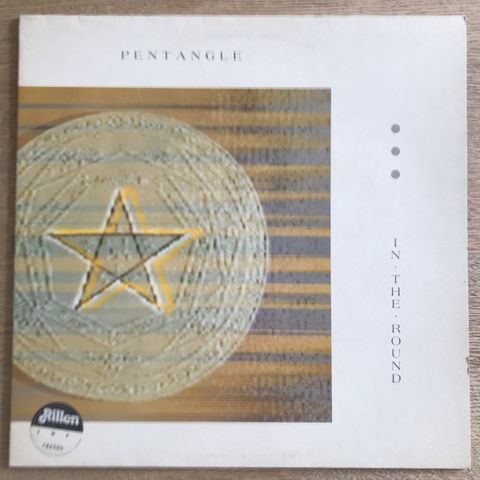 PENTANGLE
IN · THE · ROUND
Rillen